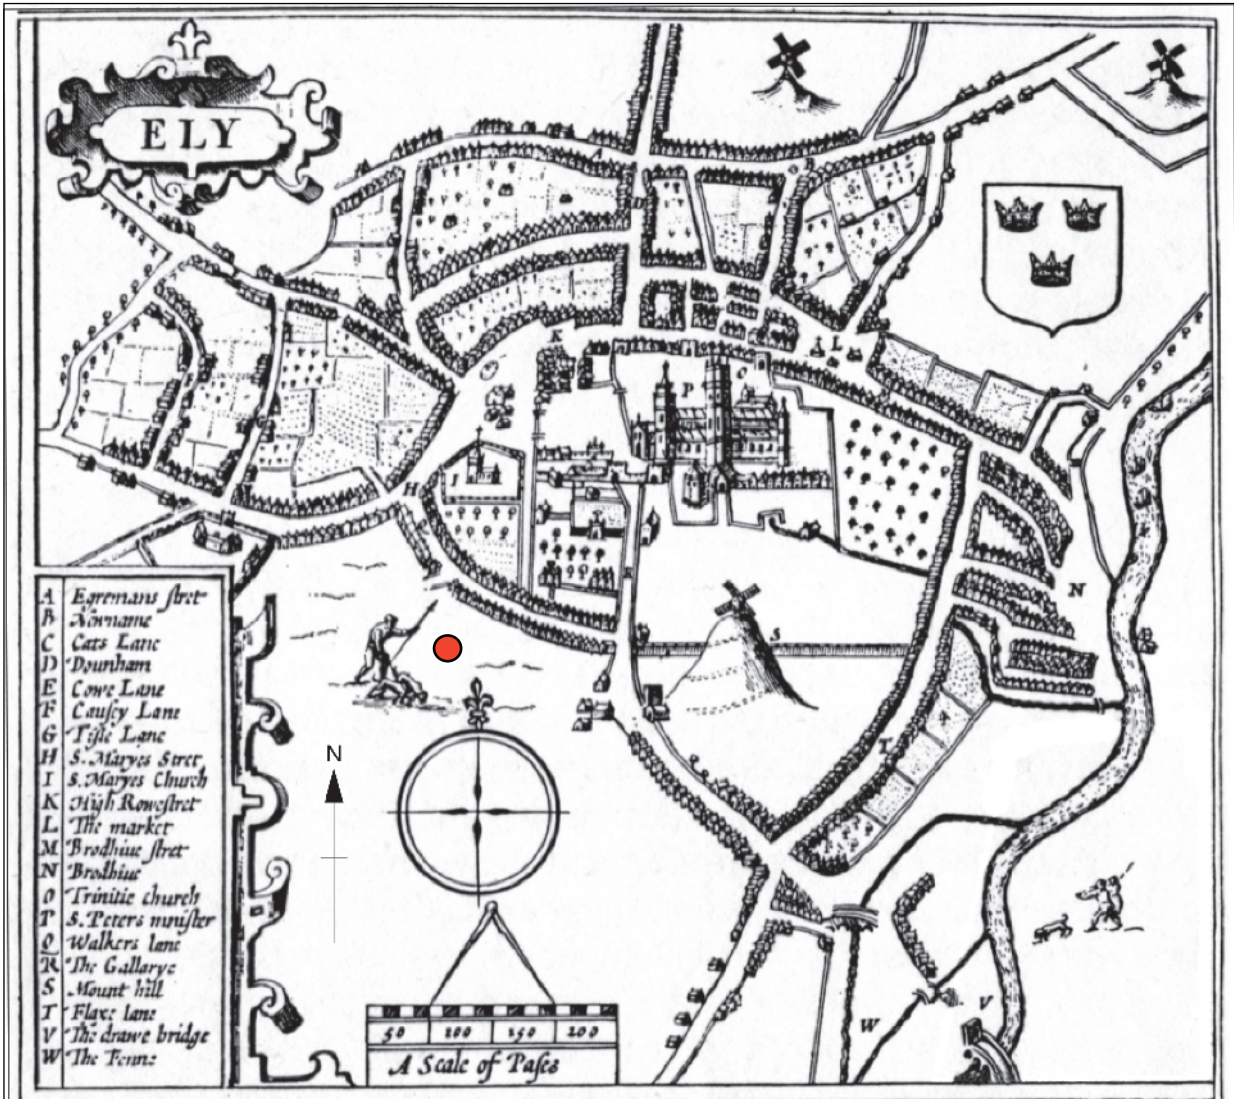 ELY
A Egremans stret
B Nowname
C Cats Lane
D Dounham
E Cowe Lane
F Causy Lane
G Tisle Lane
H S. Maryes Stret
I S. Maryes Church
K High Rowestret
L The market
M Brodhiue stret
N Brodhiue
O Trinitie church
P S. Peters minster
Q Walkers lane
R The Gallarye
S Mount hill
T Flaxe lane
V The drawe bridge
W The Fenne
A
B
D
K
L
P
H
I
N
S
T
V
W
N
50 100 150 200
A Scale of Pases